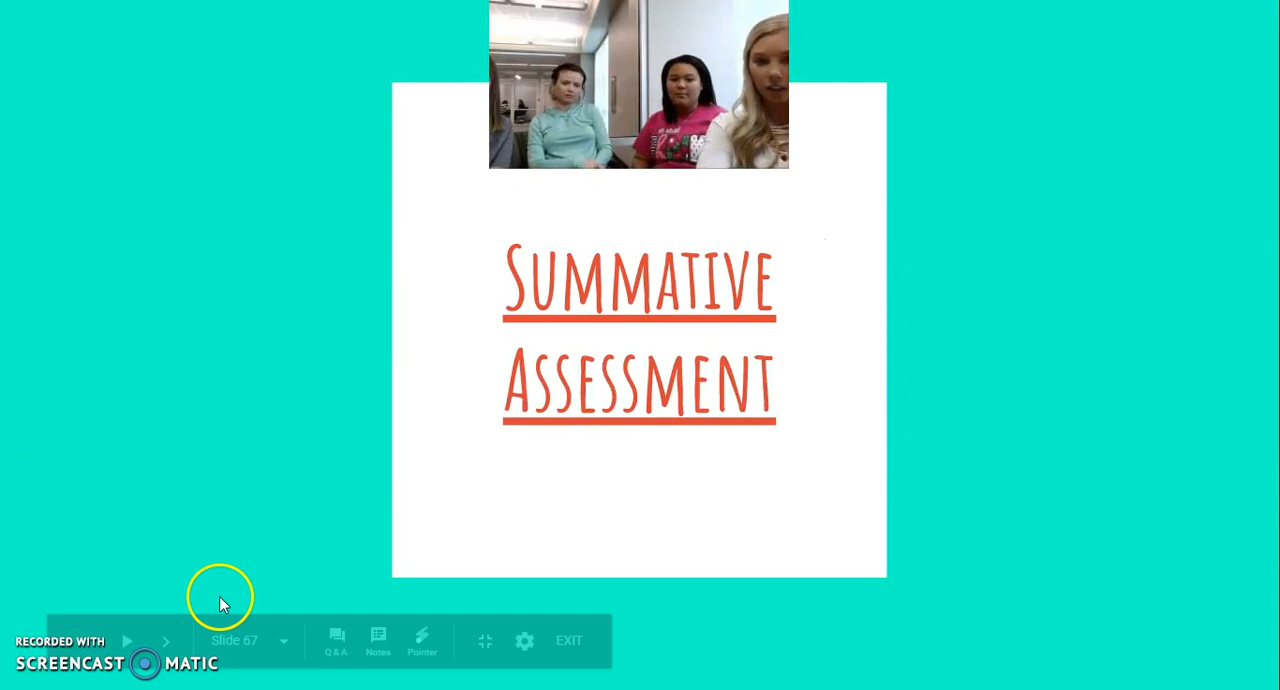 SUMMATIVE
ASSESSMENT
Slide 67
Q & A
Notes
Pointer
EXIT
RECORDED WITH
SCREENCAST MATIC